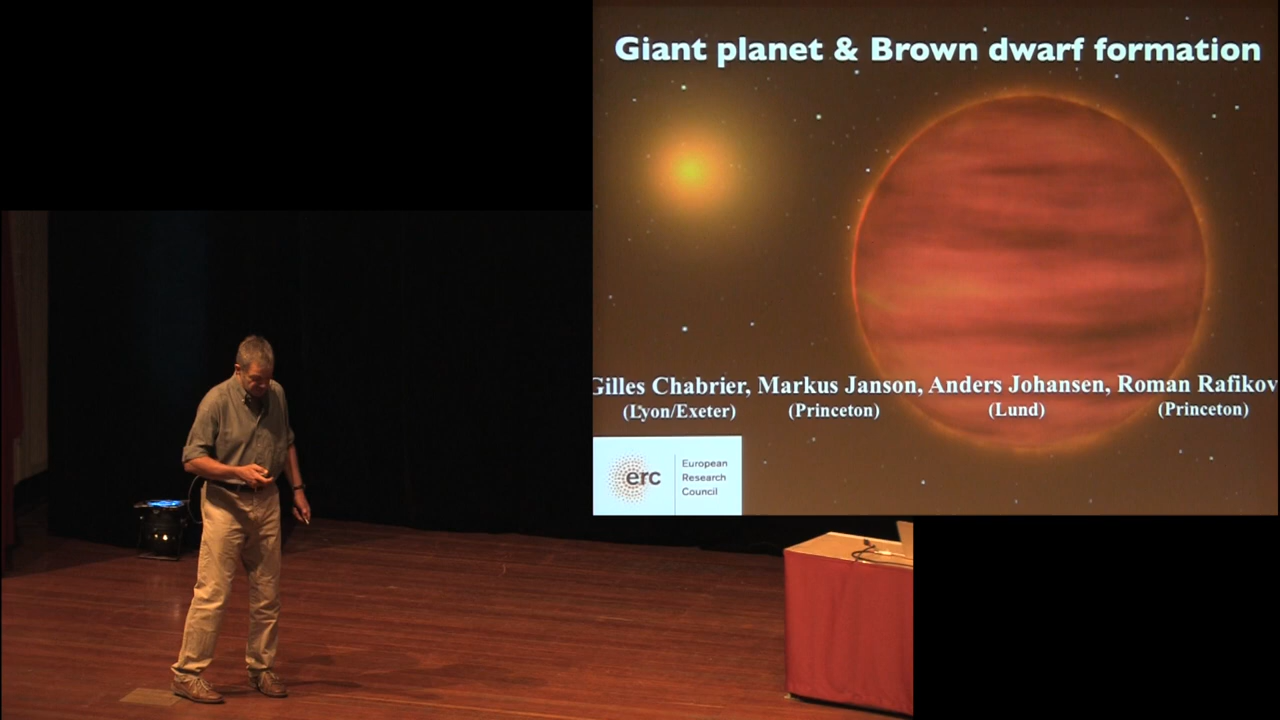 Giant planet & Brown dwarf formation
Gilles Chabrier, Markus Janson, Anders Johansen, Roman Rafikov
(Lyon/Exeter) (Princeton) (Lund) (Princeton)
erc
European
Research
Council